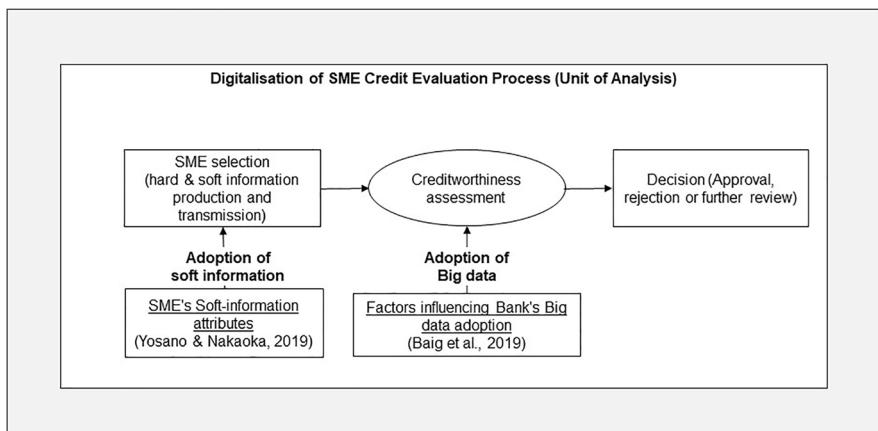 Digitalisation of SME Credit Evaluation Process (Unit of Analysis)
SME selection
(hard & soft information
production and
transmission)
Creditworthiness
assessment
Decision (Approval,
rejection or further review)
Adoption of
soft information
Adoption of
Big data
SME's Soft-information
attributes
(Yosano & Nakaoka, 2019)
Factors influencing Bank's Big
data adoption
(Baig et al., 2019)